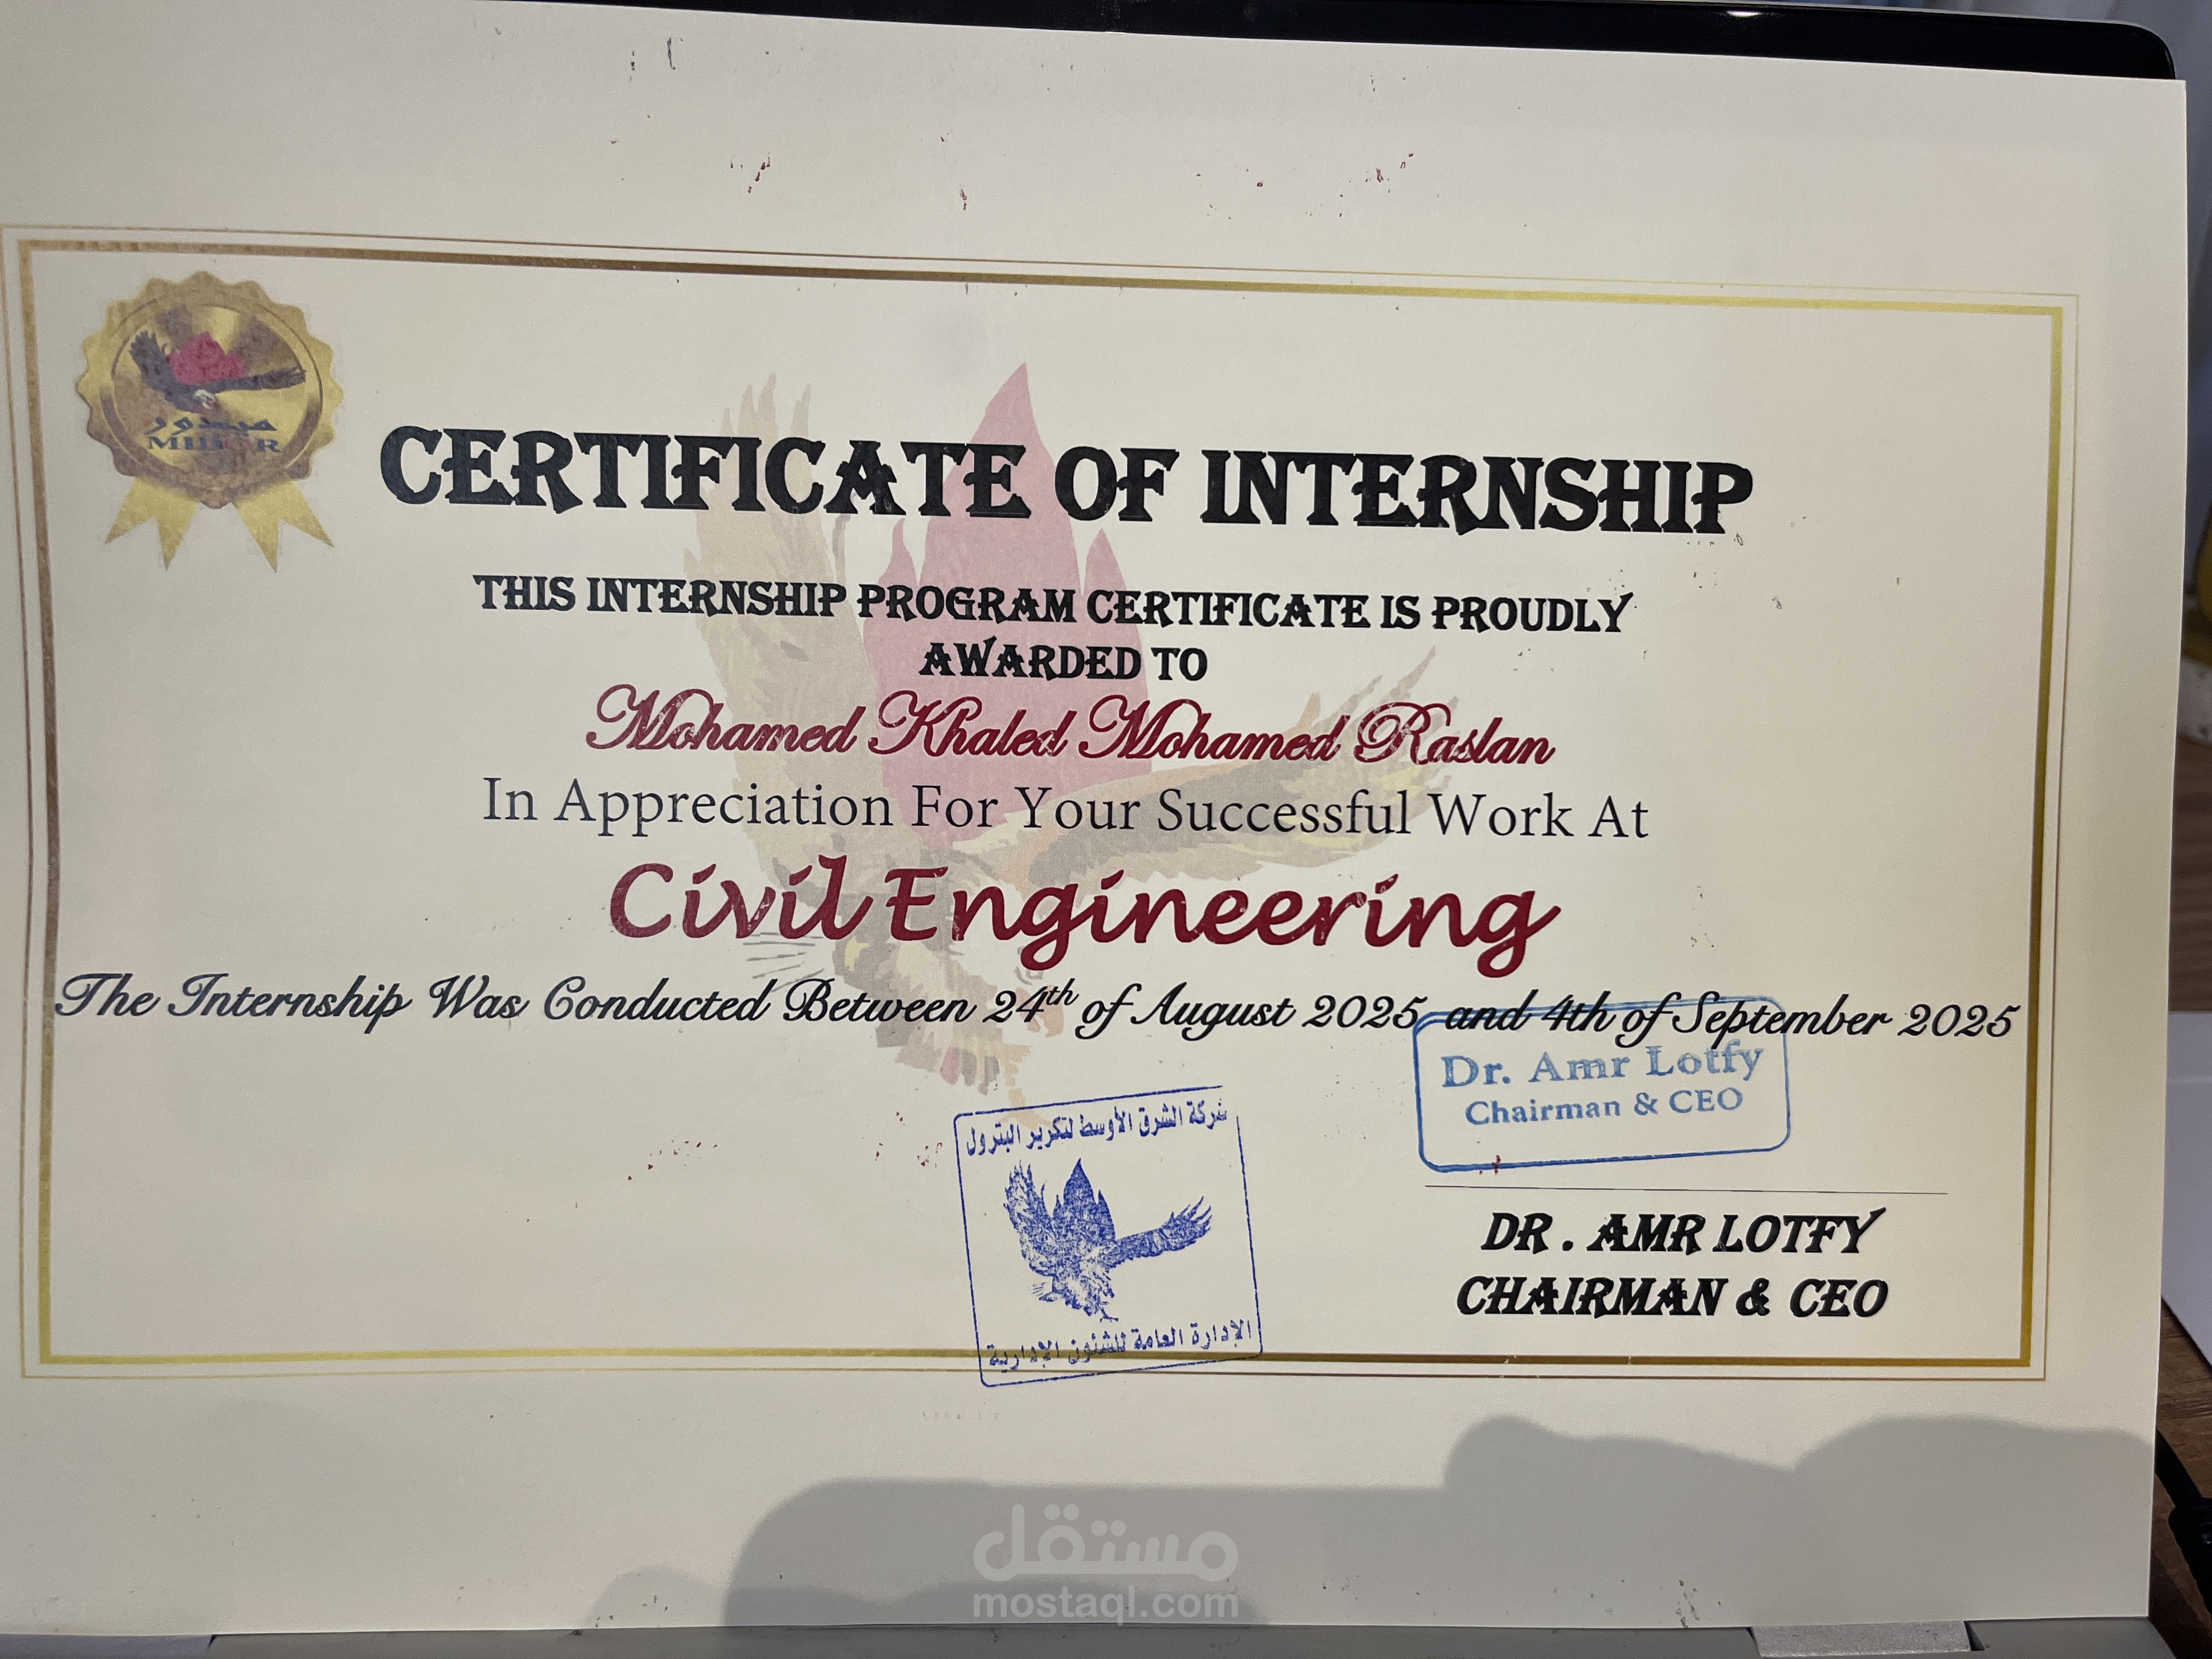 ميدور
MIDOR
CERTIFICATE OF INTERNSHIP
THIS INTERNSHIP PROGRAM CERTIFICATE IS PROUDLY
AWARDED TO
Mohamed Khaled Mohamed Raslan
In Appreciation For Your Successful Work At
Civil Engineering
The Internship Was Conducted Between 24th of August 2025 and 4th of September 2025
Dr. Amr Lotfy
Chairman & CEO
شركة الشرق الأوسط لتكرير البترول
الإدارة العامة للشئون الإدارية
DR . AMR LOTFY
CHAIRMAN & CEO
مستقل
mostaql.com